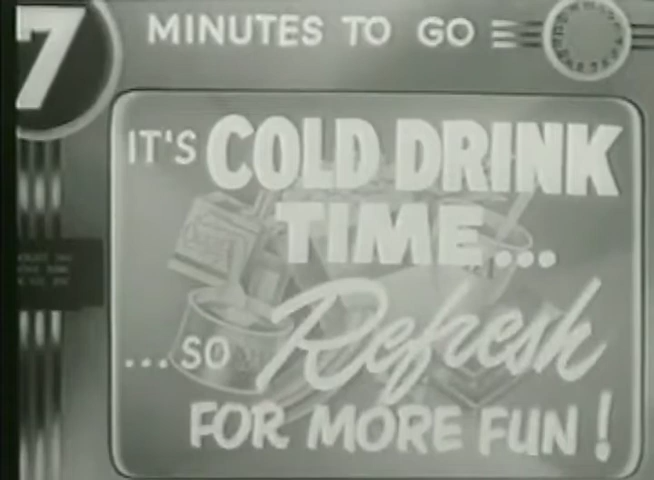 7 MINUTES TO GO
IT'S COLD DRINK
TIME...
...SO Refresh
FOR MORE FUN!